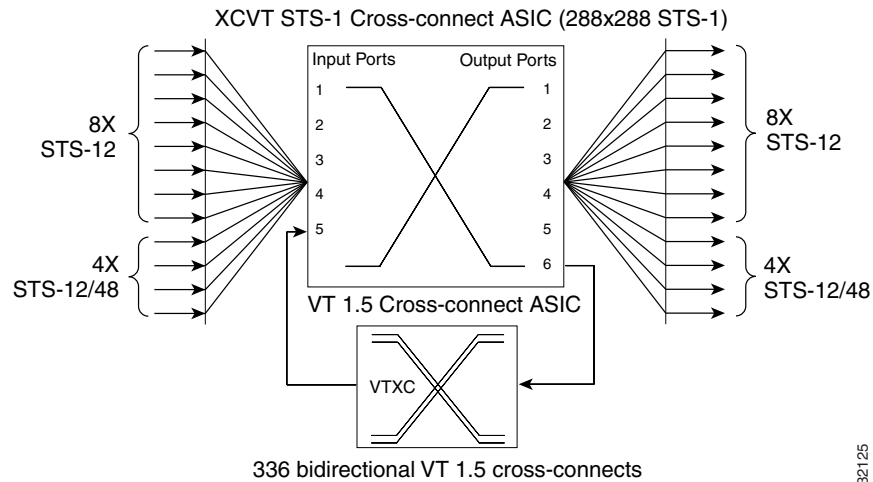 XCVT STS-1 Cross-connect ASIC (288x288 STS-1)
Input Ports
Output Ports
1
2
3
4
5
1
2
3
4
5
6
8X
STS-12
4X
STS-12/48
8X
STS-12
4X
STS-12/48
VT 1.5 Cross-connect ASIC
VTXC
336 bidirectional VT 1.5 cross-connects